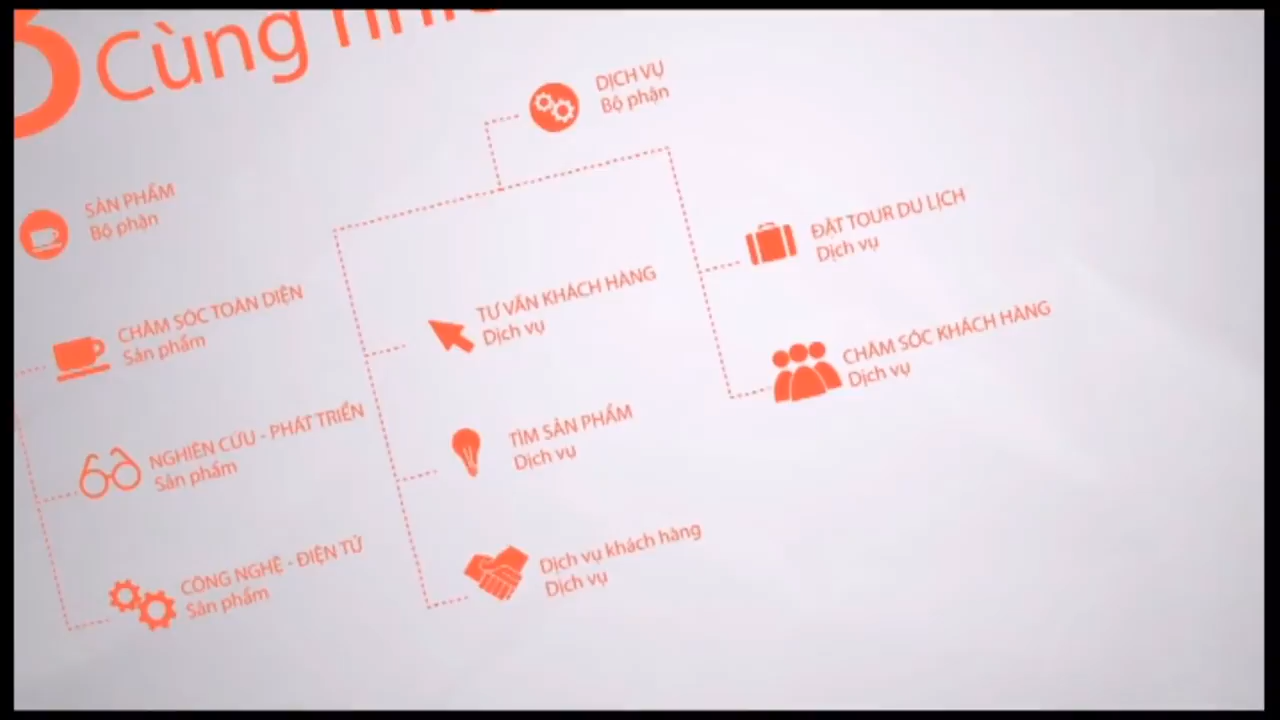 3
Cùng
DỊCH VỤ
Bộ phận
SẢN PHẨM
Bộ phận
CHĂM SÓC TOÀN DIỆN
Sản phẩm
NGHIÊN CỨU - PHÁT TRIỂN
Sản phẩm
CÔNG NGHỆ - ĐIỆN TỬ
Sản phẩm
TƯ VẤN KHÁCH HÀNG
Dịch vụ
TÌM SẢN PHẨM
Dịch vụ
Dịch vụ khách hàng
Dịch vụ
ĐẶT TOUR DU LỊCH
Dịch vụ
CHĂM SÓC KHÁCH HÀNG
Dịch vụ